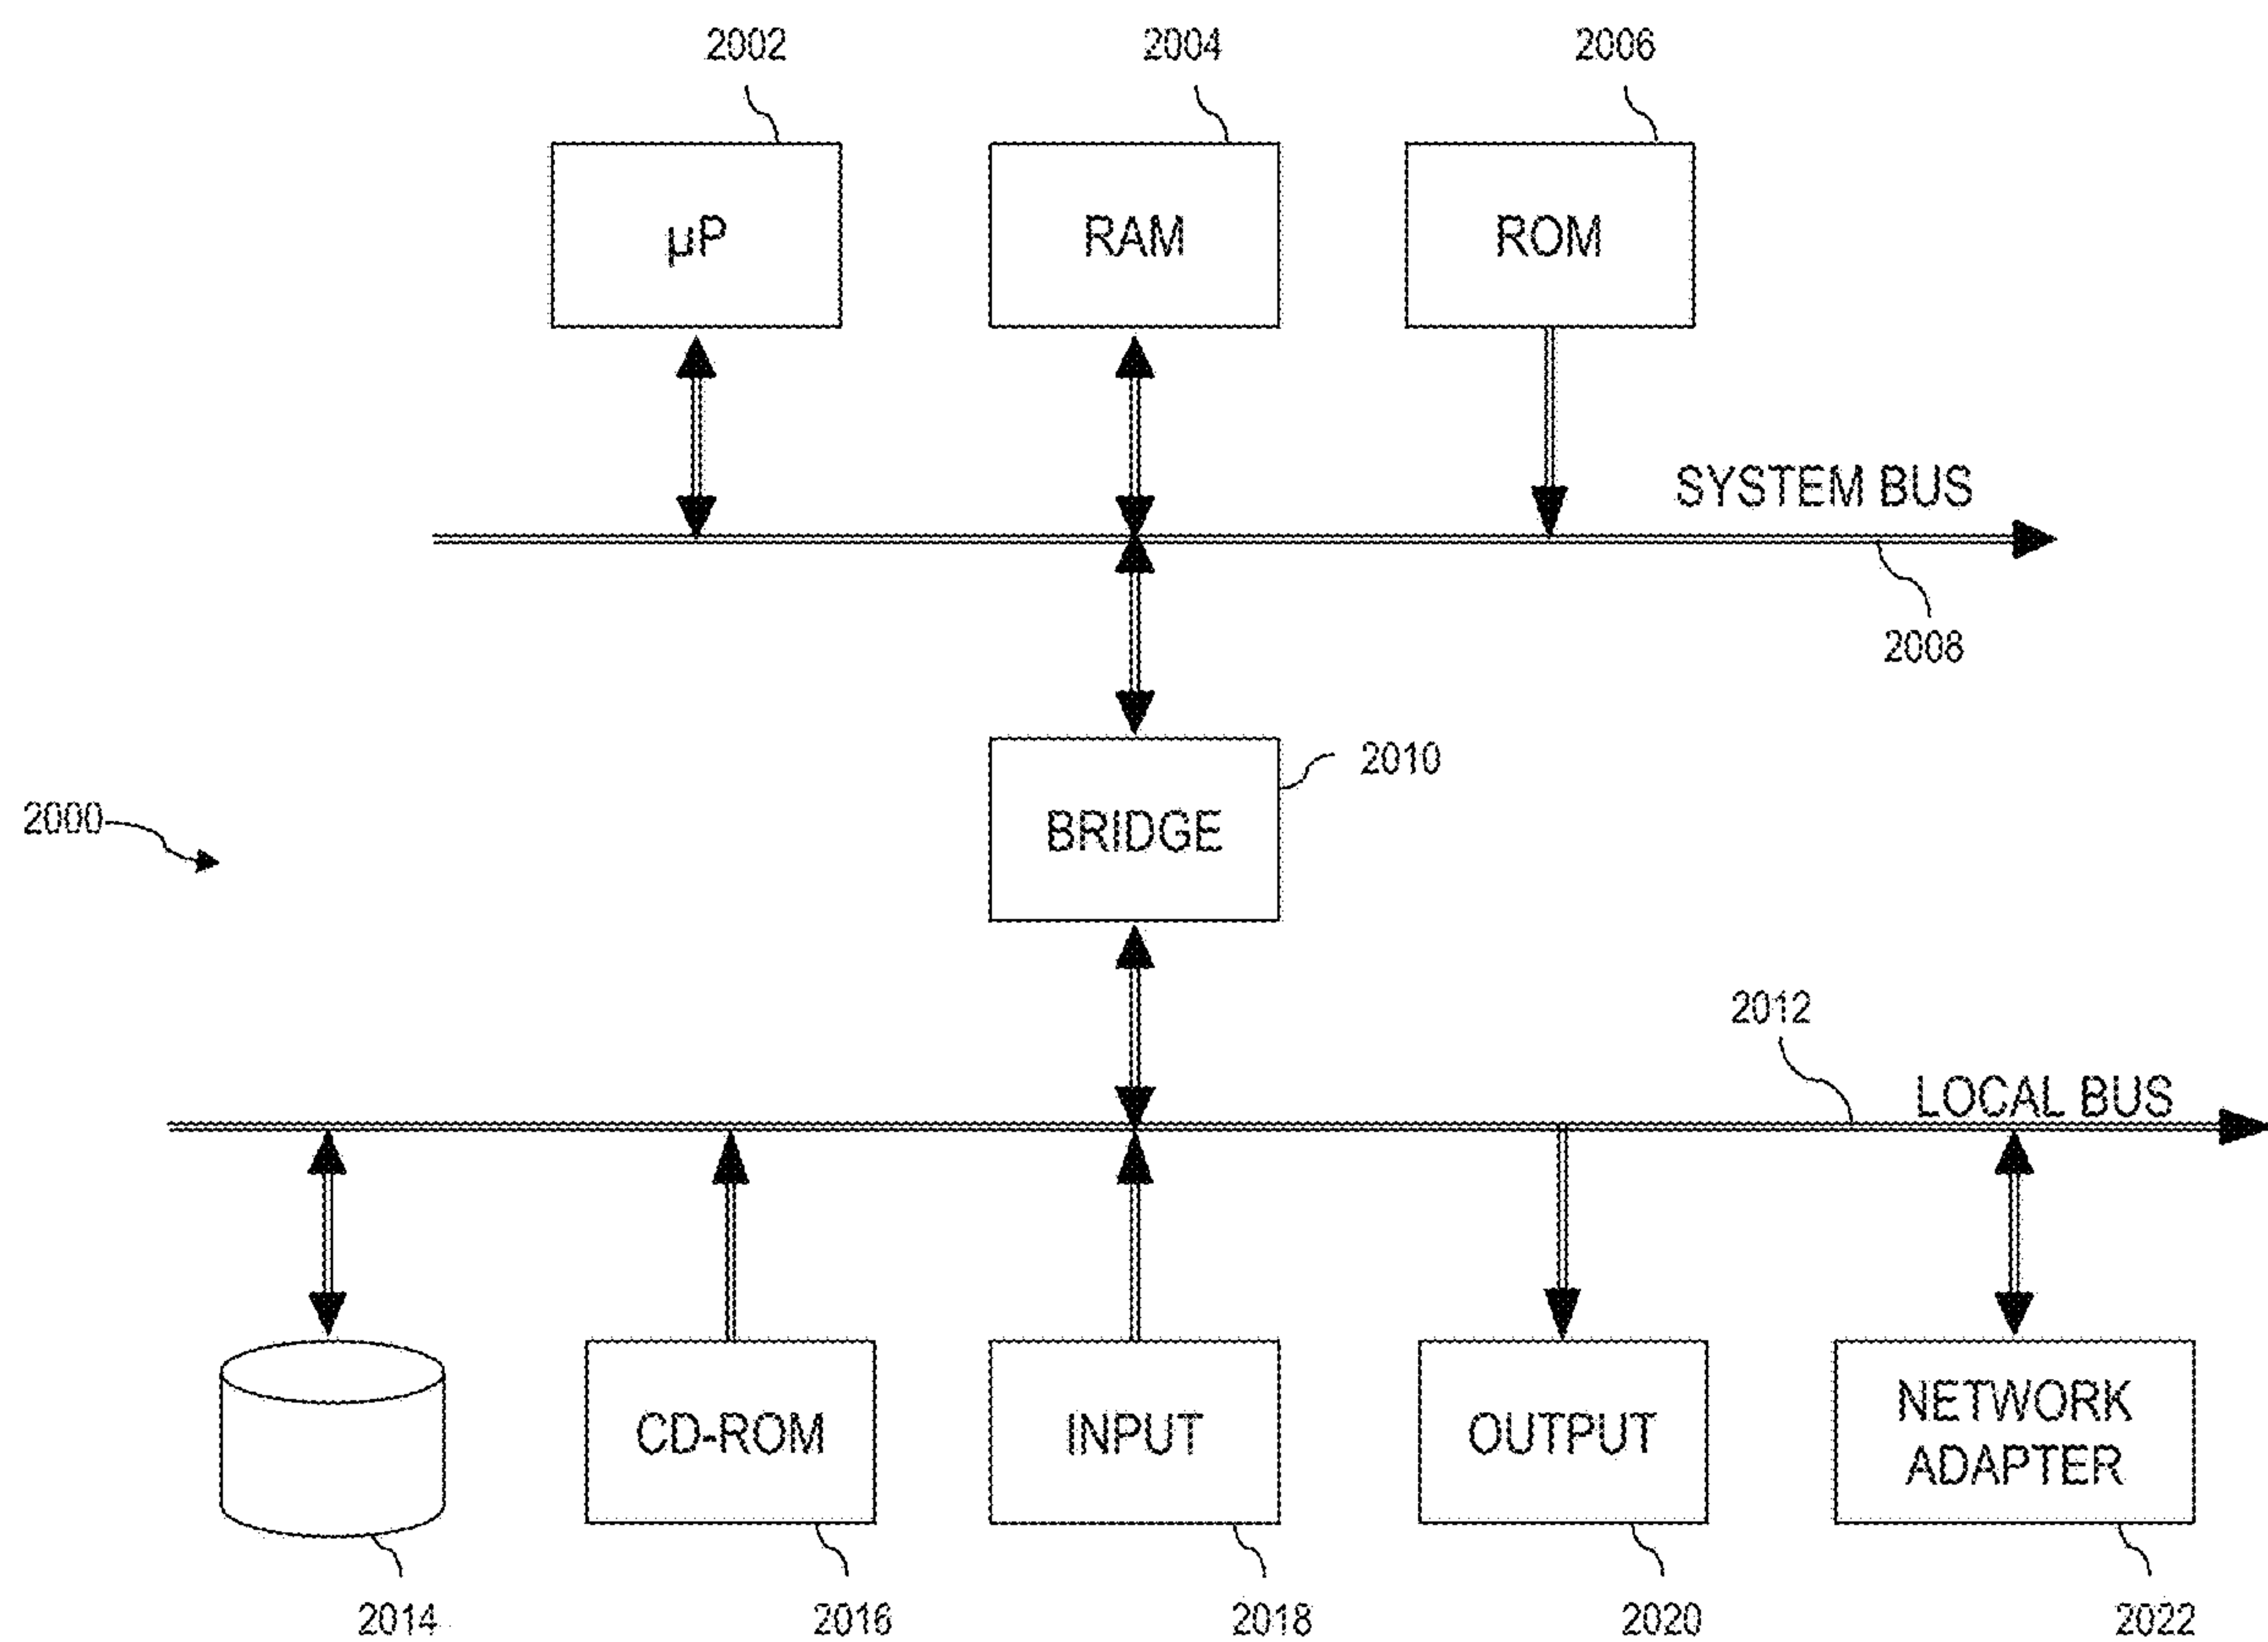 2002
2004
2006
µP
RAM
ROM
SYSTEM BUS
2008
2010
BRIDGE
2000
2012
LOCAL BUS
CD-ROM
INPUT
OUTPUT
NETWORK
ADAPTER
2014
2016
2018
2020
2022